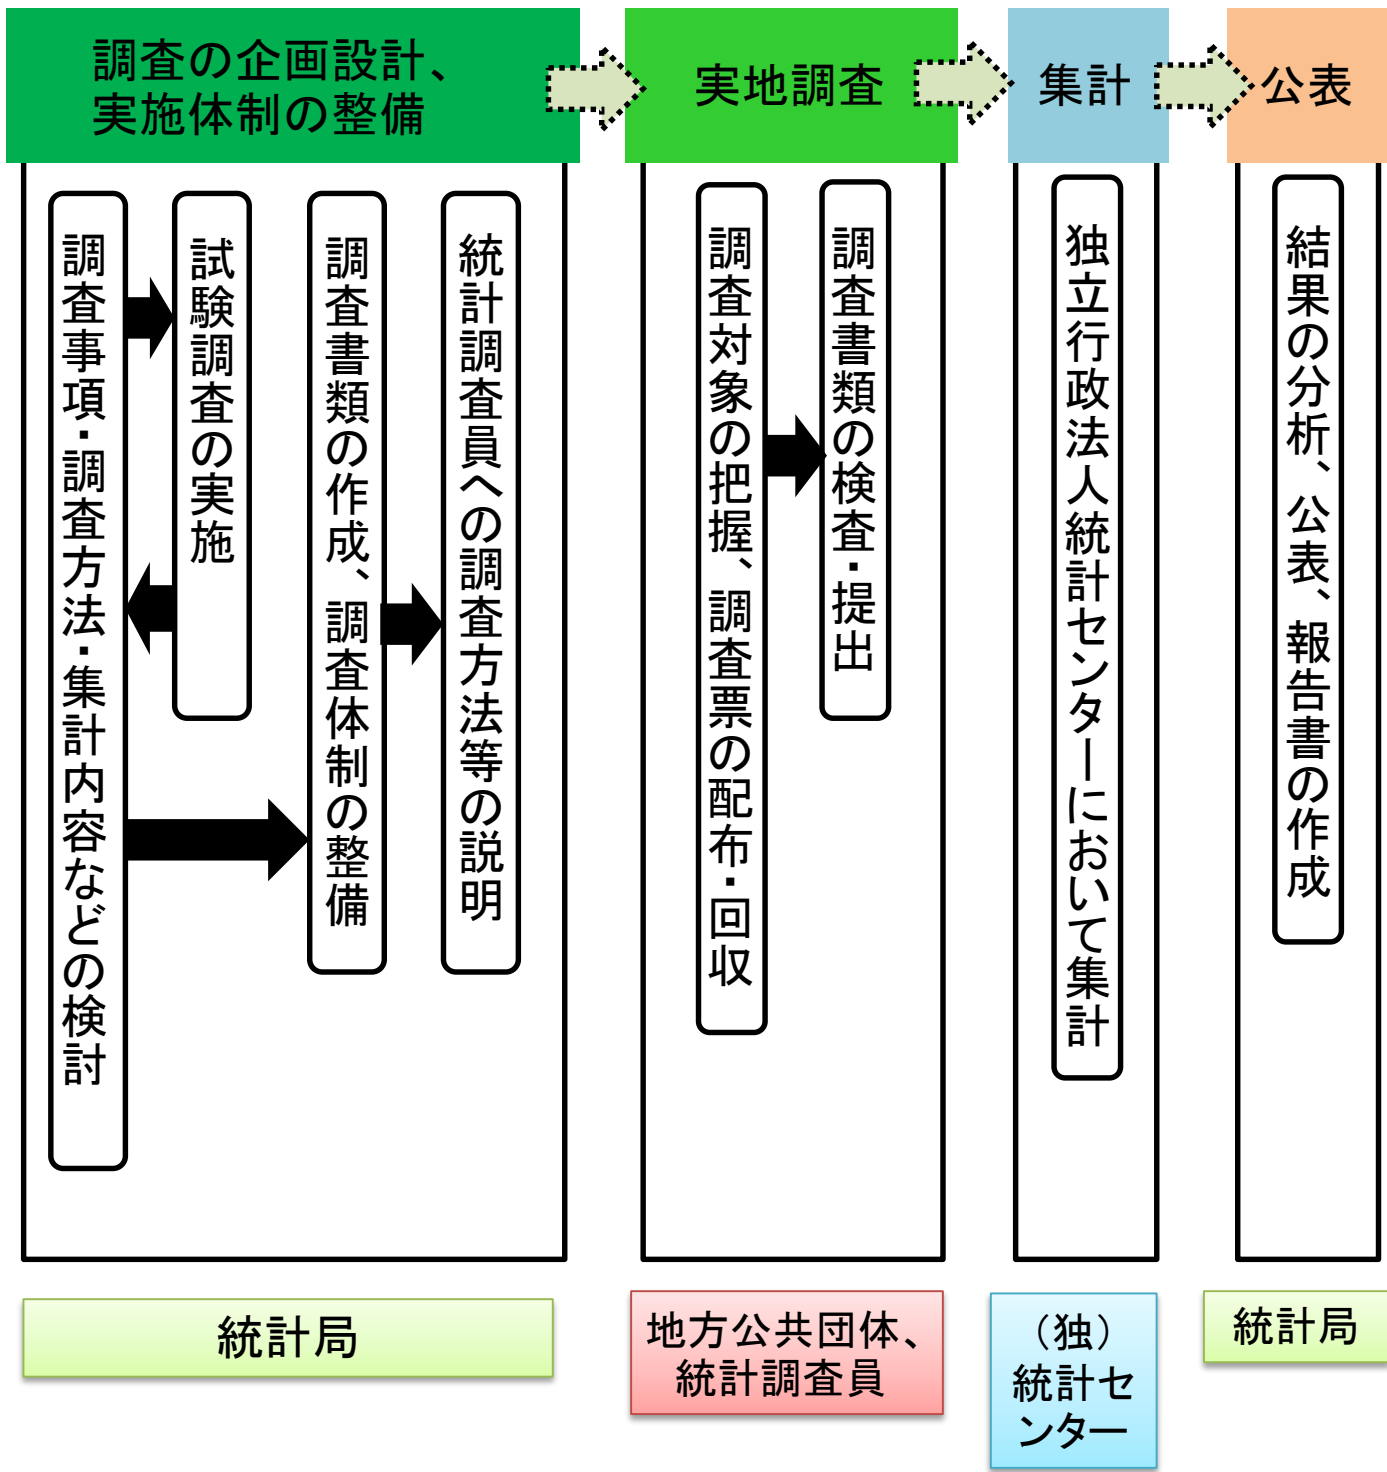 調査の企画設計、
実施体制の整備
実地調査
集計
公表
調査事項・調査方法・集計内容などの検討
試験調査の実施
調査書類の作成、調査体制の整備
統計調査員への調査方法等の説明
調査対象の把握、調査票の配布・回収
調査書類の検査・提出
独立行政法人統計センターにおいて集計
結果の分析、公表、報告書の作成
統計局
地方公共団体、
統計調査員
（独）
統計セ
ンター
統計局